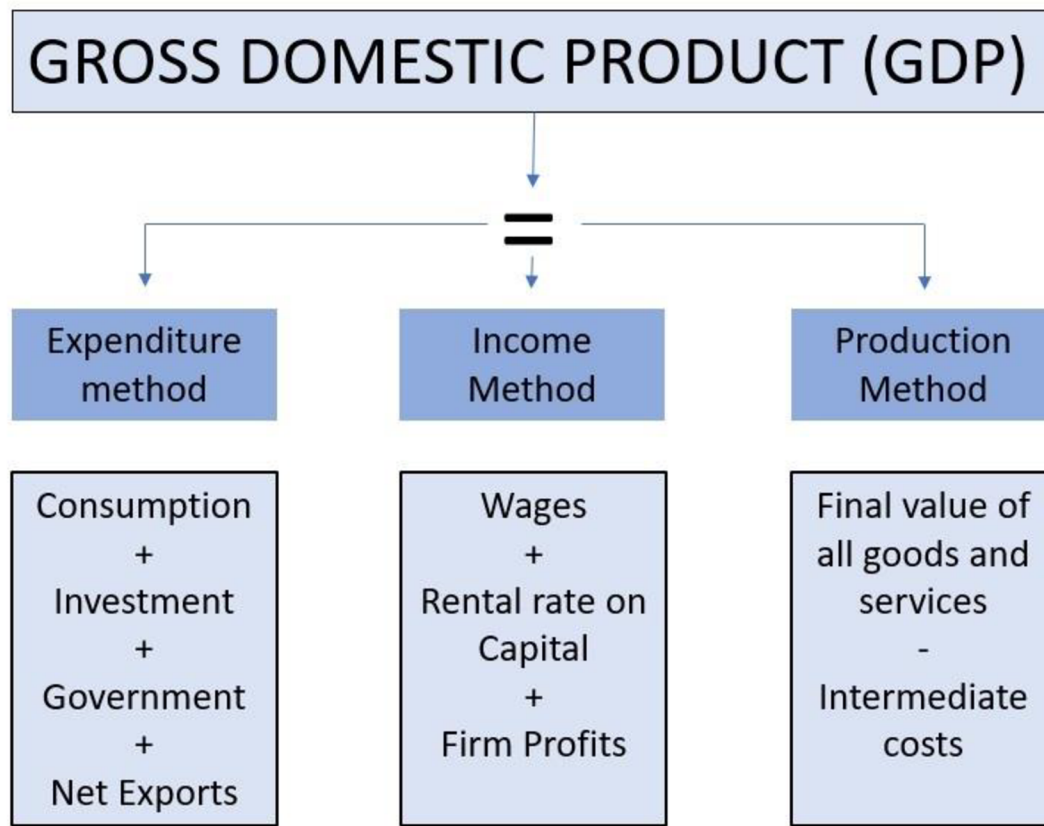 GROSS DOMESTIC PRODUCT (GDP)
=
Expenditure
method
Consumption
+
Investment
+
Government
+
Net Exports
Income
Method
Wages
+
Rental rate on
Capital
+
Firm Profits
Production
Method
Final value of
all goods and
services
-
Intermediate
costs